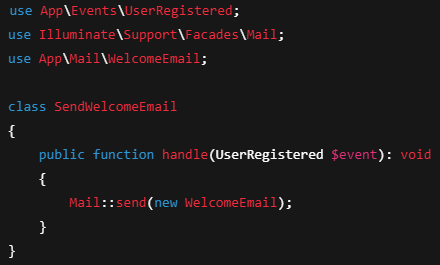 use App\Events\UserRegistered;
use Illuminate\Support\Facades\Mail;
use App\Mail\WelcomeEmail;

class SendWelcomeEmail
{
    public function handle(UserRegistered $event): void
    {
        Mail::send(new WelcomeEmail);
    }
}